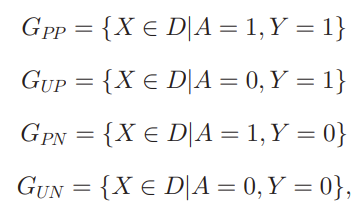 G_{PP} = {X ∈ D|A = 1, Y = 1}
G_{UP} = {X ∈ D|A = 0, Y = 1}
G_{PN} = {X ∈ D|A = 1, Y = 0}
G_{UN} = {X ∈ D|A = 0, Y = 0},